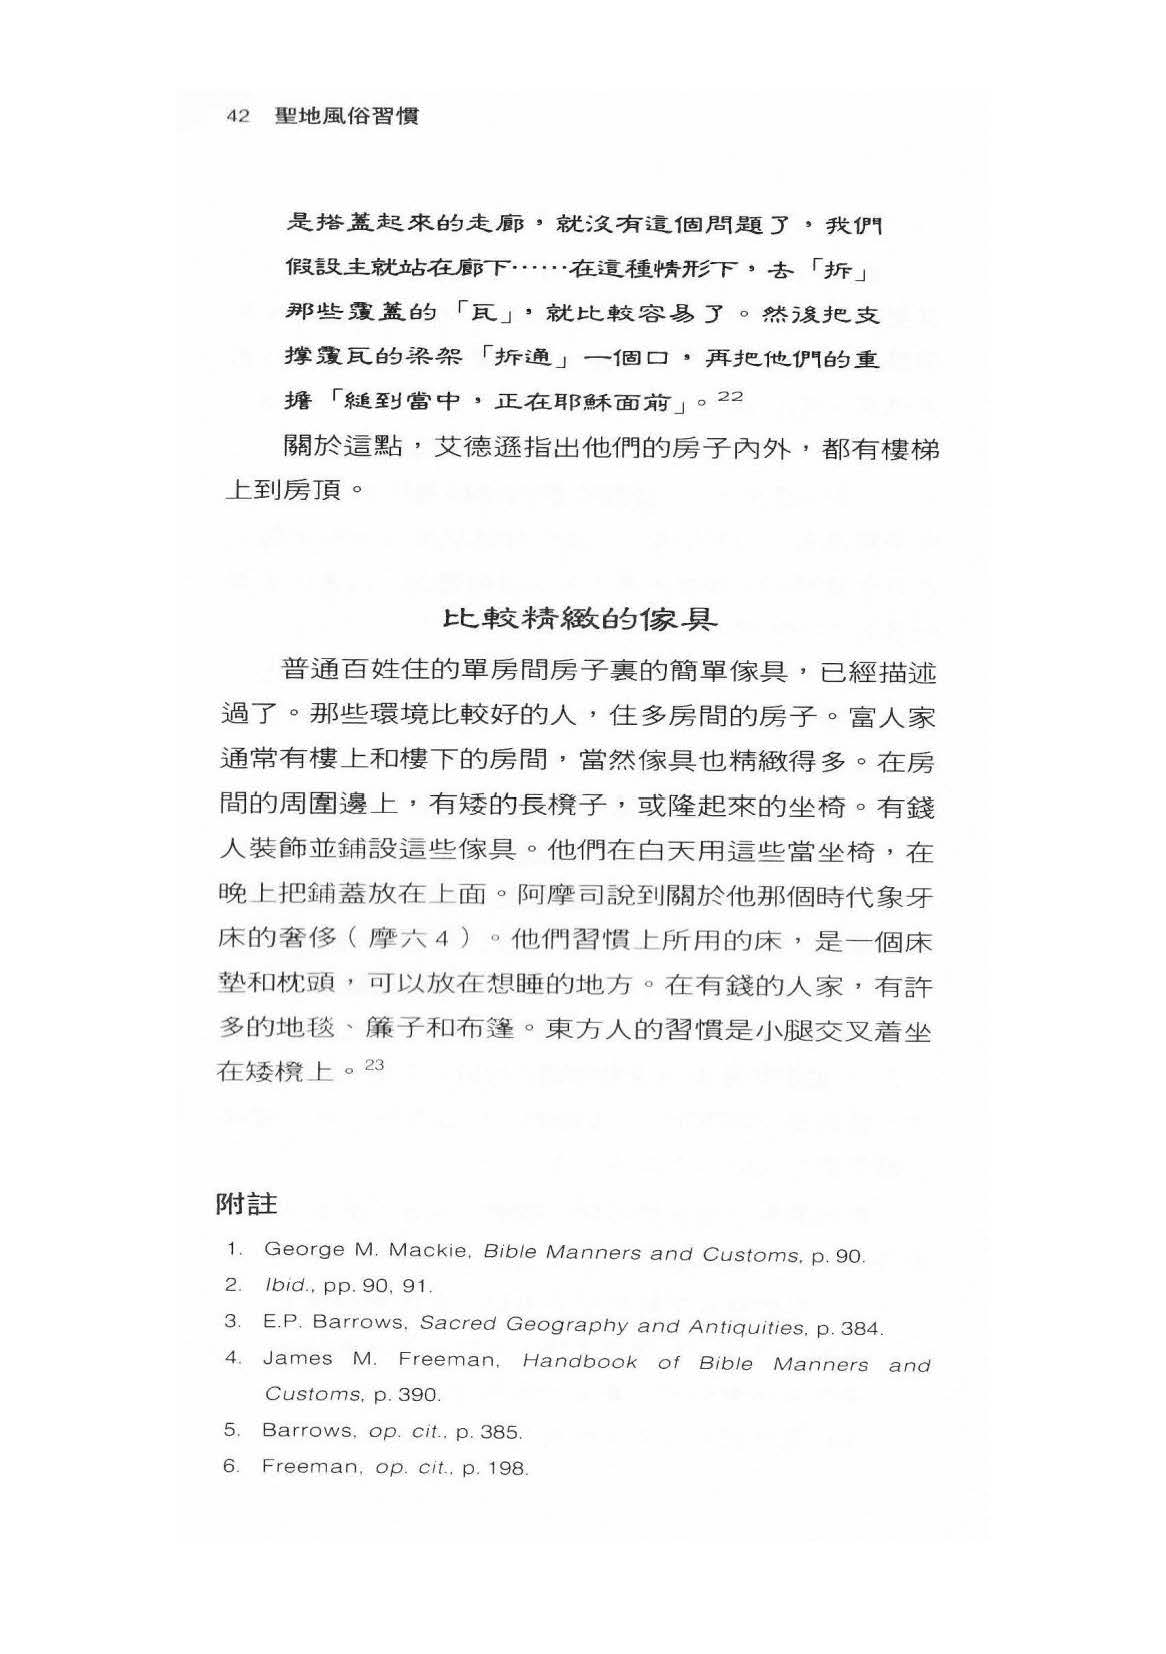 42 聖地風俗習慣
是搭蓋起來的走廊，就沒有這個問題了，我們
假設主就站在廊下……在這種情形下，去「拆」
那些覆蓋的「瓦」，就比較容易了。然後把支
撐覆瓦的梁架「拆通」一個口，再把他們的重
擔「縋到當中，正在耶穌面前」。22
關於這點，艾德遜指出他們的房子內外，都有樓梯
上到房頂。
比較精緻的傢具
普通百姓住的單房間房子裏的簡單傢具，已經描述
過了。那些環境比較好的人，住多房間的房子。富人家
通常有樓上和樓下的房間，當然傢具也精緻得多。在房
間的周圍邊上，有矮的長櫈子，或隆起來的坐椅。有錢
人裝飾並鋪設這些傢具。他們在白天用這些當坐椅，在
晚上把鋪蓋放在上面。阿摩司說到關於他那個時代象牙
床的奢侈（摩六4）。他們習慣上所用的床，是一個床
墊和枕頭，可以放在想睡的地方。在有錢的人家，有許
多的地毯、簾子和布篷。東方人的習慣是小腿交叉着坐
在矮櫈上。23
附註
1. George M. Mackie, Bible Manners and Customs, p. 90.
2. Ibid., pp. 90, 91.
3. E.P. Barrows, Sacred Geography and Antiquities, p. 384.
4. James M. Freeman, Handbook of Bible Manners and
Customs, p. 390.
5. Barrows, op. cit., p. 385.
6. Freeman, op. cit., p. 198.